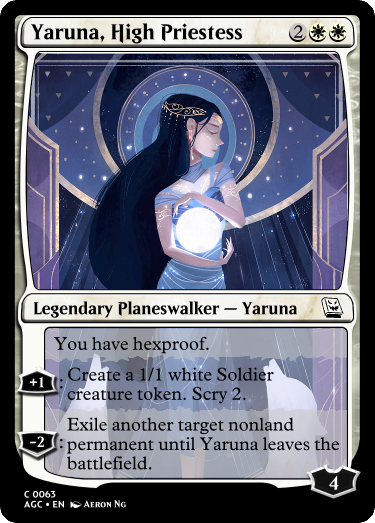 Yaruna, High Priestess 2
Legendary Planeswalker — Yaruna
You have hexproof.
+1: Create a 1/1 white Soldier
creature token. Scry 2.
-2: Exile another target nonland
permanent until Yaruna leaves the
battlefield.
4
C 0063
AGC • EN Aeron Ng